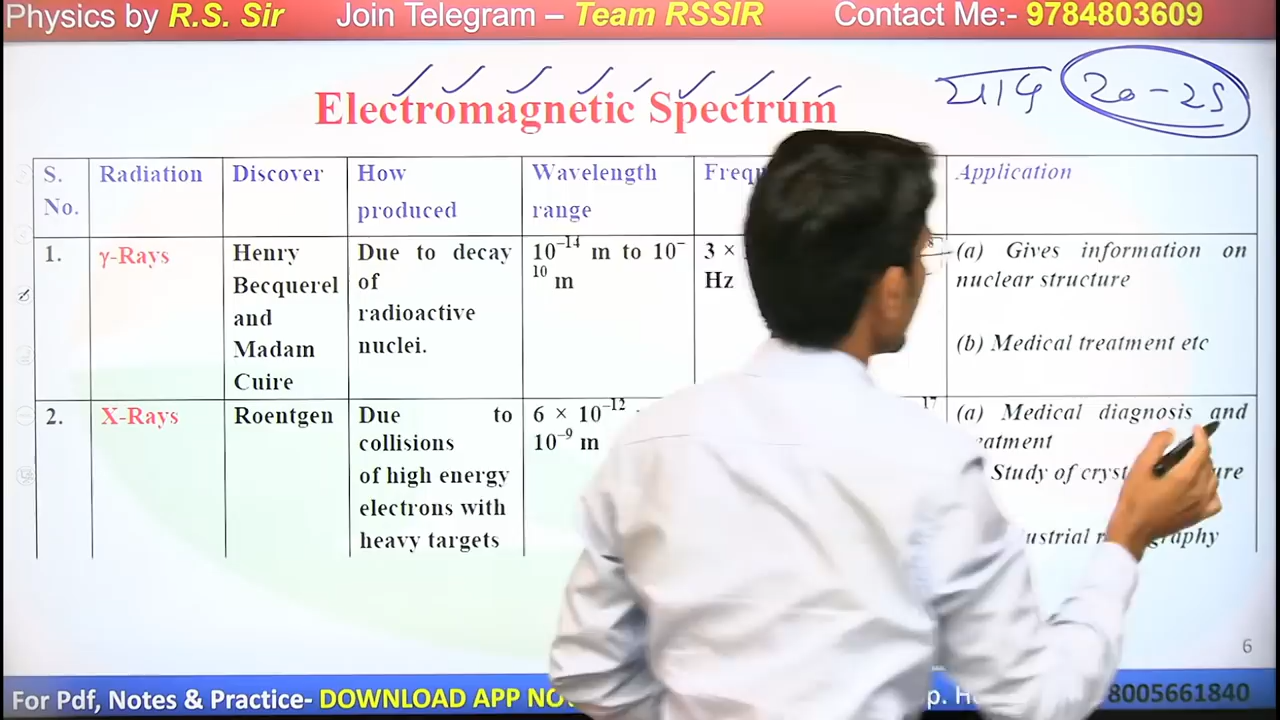 Physics by R.S. Sir Join Telegram – Team RSSIR Contact Me:- 9784803609
Electromagnetic Spectrum
याद 20-25
S. No.
Radiation
Discover
How produced
Wavelength range
Application
1.
γ-Rays
Henry
Becquerel
and
Madam
Cuire
Due to decay
of
radioactive
nuclei.
10⁻¹⁴ m to 10⁻
¹⁰ m
3 ×
Hz
(a) Gives information on
nuclear structure
(b) Medical treatment etc
2.
X-Rays
Roentgen
Due to
collisions
of high energy
electrons with
heavy targets
6 × 10⁻¹²
10⁻⁹ m
17
(a) Medical diagnosis and
Study of
6
For Pdf, Notes & Practice- DOWNLOAD APP 8005661840